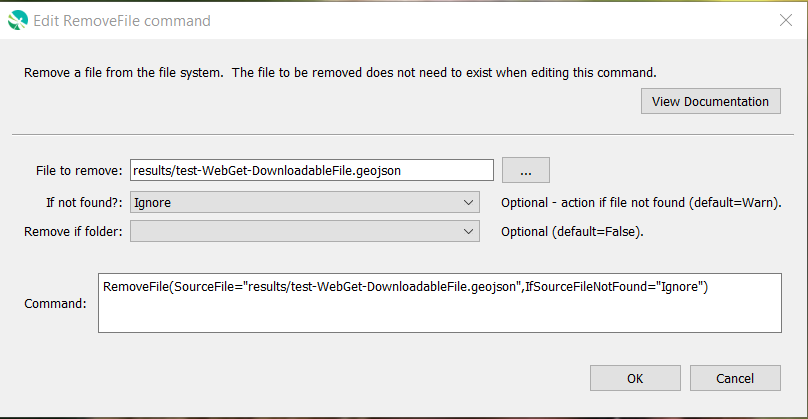 Edit RemoveFile command
Remove a file from the file system.  The file to be removed does not need to exist when editing this command.
View Documentation
File to remove: results/test-WebGet-DownloadableFile.geojson ...
If not found?: Ignore Optional - action if file not found (default=Warn).
Remove if folder: Optional (default=False).
Command: RemoveFile(SourceFile="results/test-WebGet-DownloadableFile.geojson",IfSourceFileNotFound="Ignore")
OK Cancel